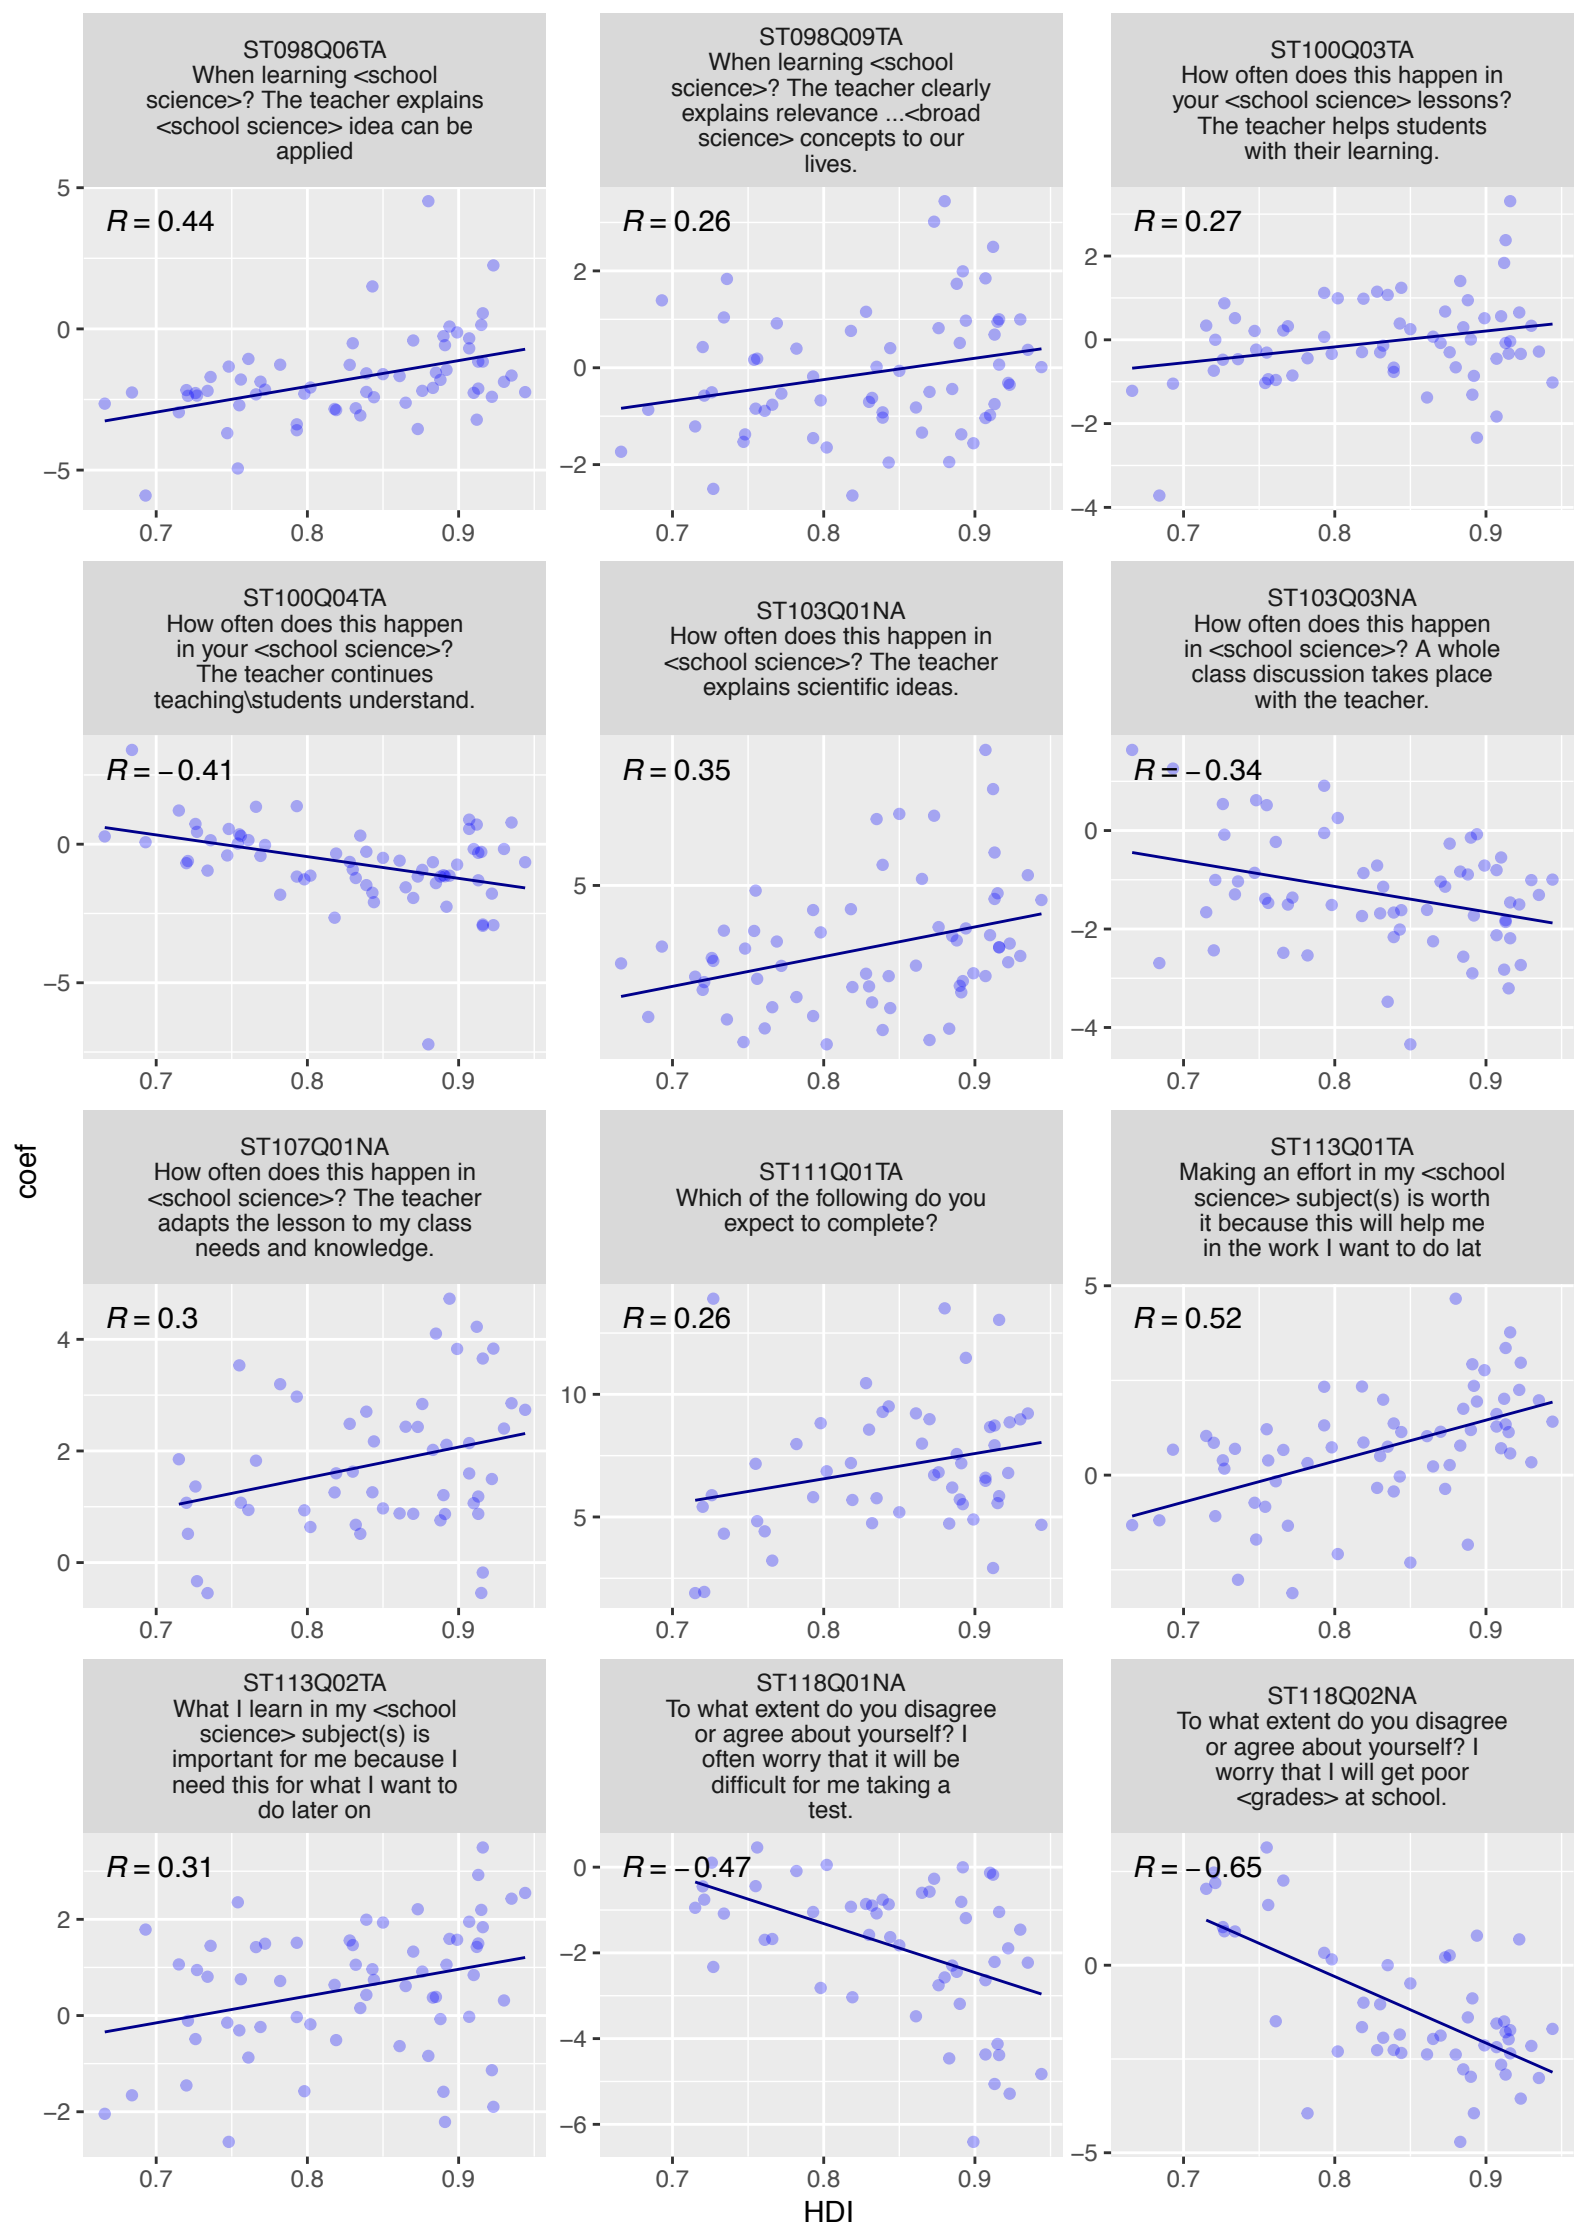 ST098Q06TA
When learning <school
science>? The teacher explains
<school science> idea can be
applied
ST098Q09TA
When learning <school
science>? The teacher clearly
explains relevance ...<broad
science> concepts to our
lives.
ST100Q03TA
How often does this happen in
your <school science> lessons?
The teacher helps students
with their learning.
R = 0.44
5
0
−5
0.7 0.8 0.9
R = 0.26
2
0
−2
0.7 0.8 0.9
R = 0.27
2
0
−2
−4
0.7 0.8 0.9
ST100Q04TA
How often does this happen
in your <school science>?
The teacher continues
teaching\students understand.
ST103Q01NA
How often does this happen in
<school science>? The teacher
explains scientific ideas.
ST103Q03NA
How often does this happen
in <school science>? A whole
class discussion takes place
with the teacher.
R = −0.41
0
−5
0.7 0.8 0.9
R = 0.35
5
0.7 0.8 0.9
R = −0.34
0
−2
−4
0.7 0.8 0.9
coef
ST107Q01NA
How often does this happen in
<school science>? The teacher
adapts the lesson to my class
needs and knowledge.
ST111Q01TA
Which of the following do you
expect to complete?
ST113Q01TA
Making an effort in my <school
science> subject(s) is worth
it because this will help me
in the work I want to do lat
R = 0.3
4
2
0
0.7 0.8 0.9
R = 0.26
10
5
0.7 0.8 0.9
R = 0.52
5
0
0.7 0.8 0.9
ST113Q02TA
What I learn in my <school
science> subject(s) is
important for me because I
need this for what I want to
do later on
ST118Q01NA
To what extent do you disagree
or agree about yourself? I
often worry that it will be
difficult for me taking a
test.
ST118Q02NA
To what extent do you disagree
or agree about yourself? I
worry that I will get poor
<grades> at school.
R = 0.31
2
0
−2
0.7 0.8 0.9
R = −0.47
0
−2
−4
−6
0.7 0.8 0.9
R = −0.65
0
−5
0.7 0.8 0.9
HDI